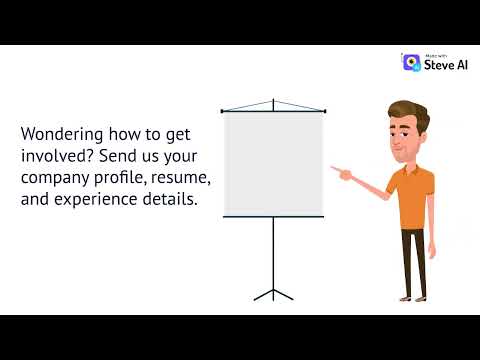 Made with
Steve AI
Wondering how to get
involved? Send us your
company profile, resume,
and experience details.